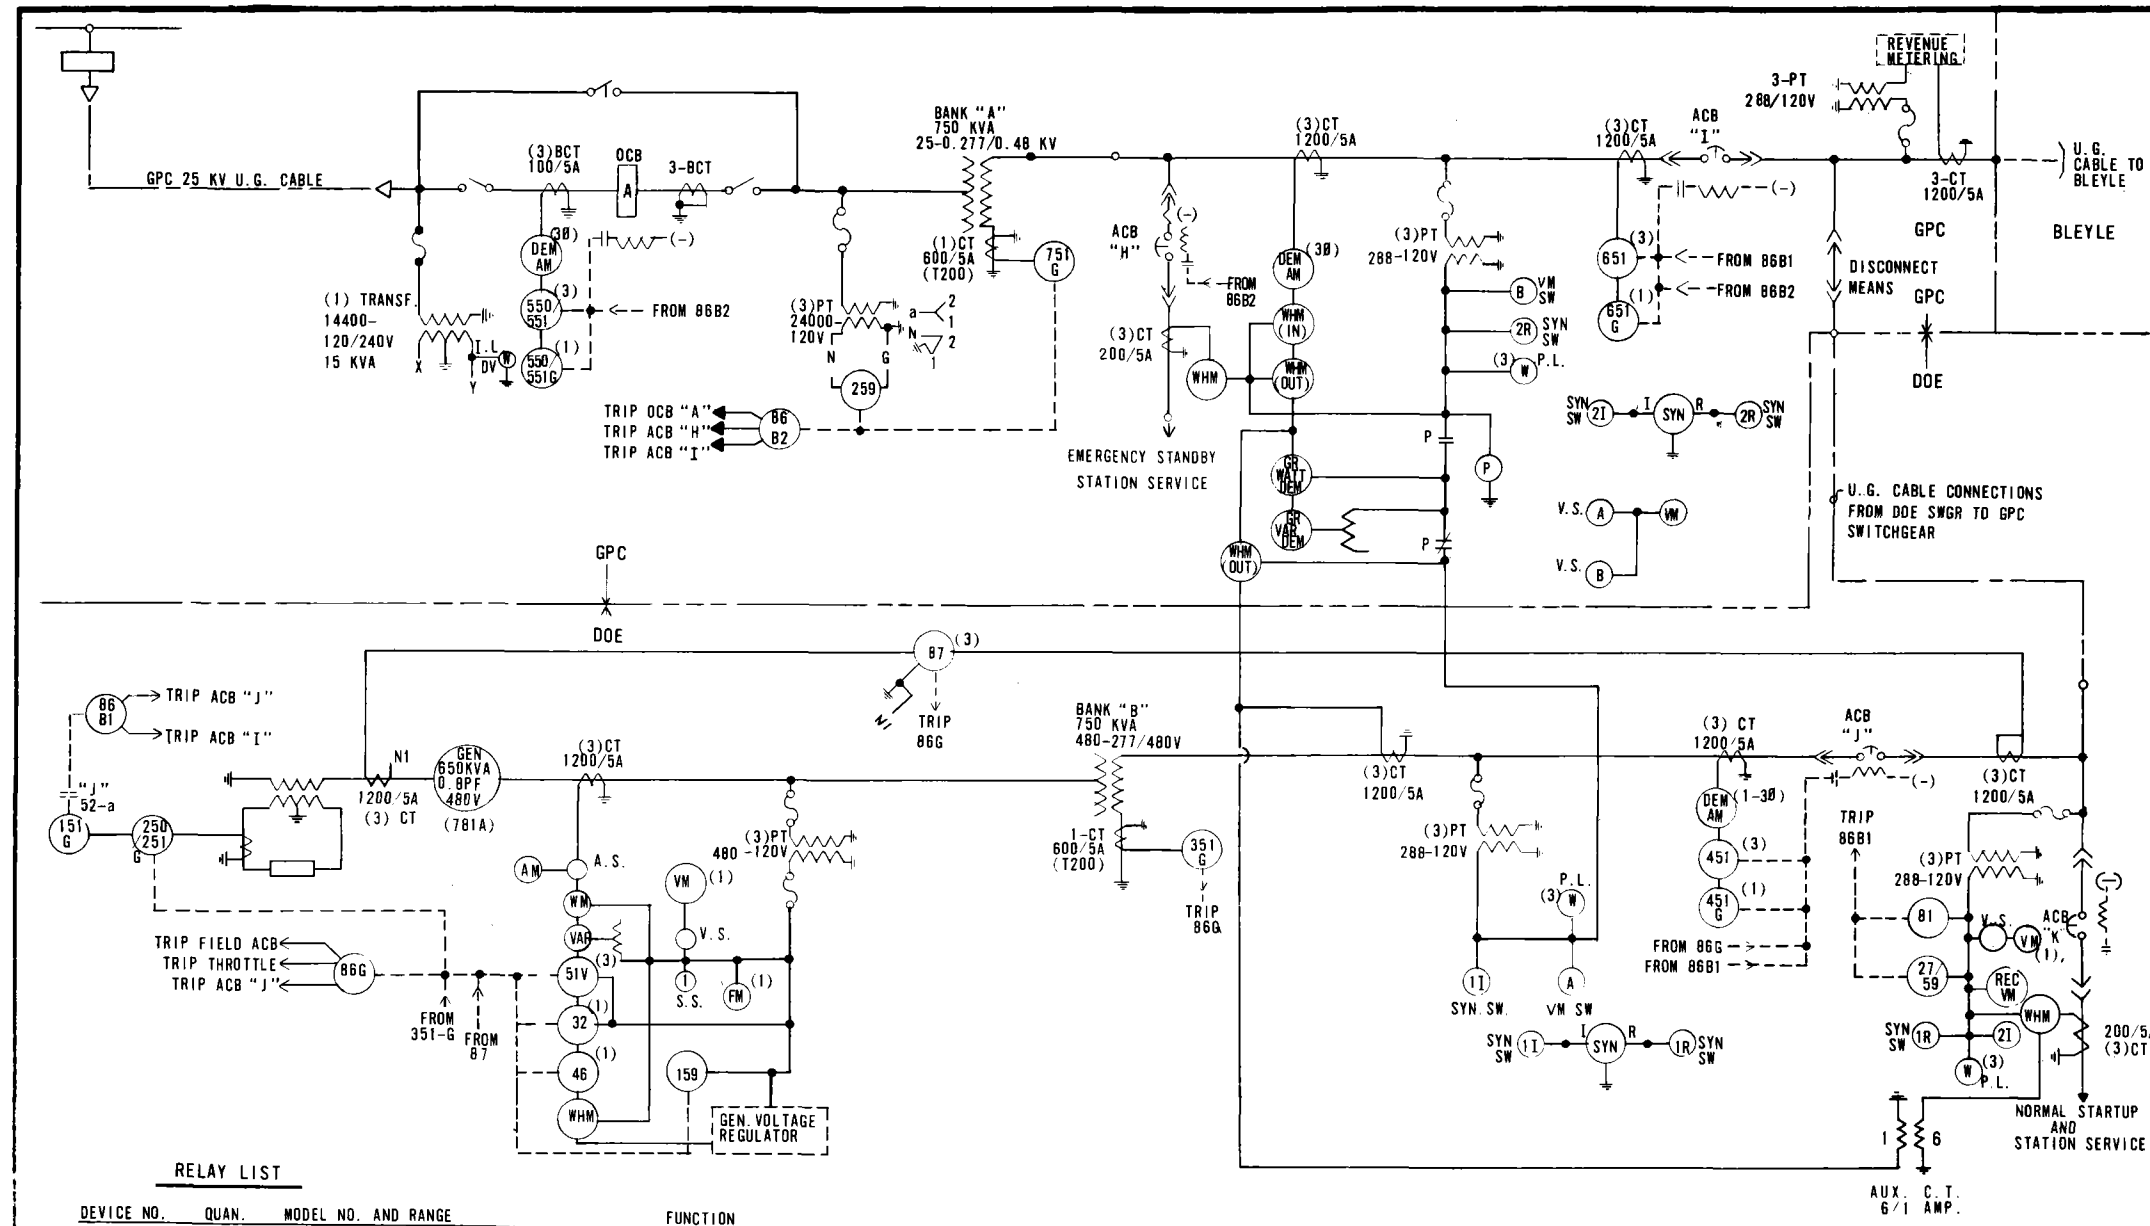 REVENUE
METERING
3-PT
288/120V
ACB
"I"
BANK "A"
750 KVA
25-0.277/0.48 KV
(3)CT
1200/5A
(3)CT
1200/5A
(3)BCT
100/5A
OCB
A
3-BCT
GPC 25 KV U.G. CABLE
U.G.
CABLE TO
BLEYLE
3-CT
1200/5A
GPC
BLEYLE
(3Ø)
DEM
AM
(-)
550/
551
(3)
FROM 86B2
550/
551G
(1)
(1) TRANSF.
14400-
120/240V
15 KVA
I.L
DV
W
X
Y
(3)PT
24000-
120V
N
G
259
a
2
1
N
2
1
(1)CT
600/5A
(T200)
751
G
TRIP OCB "A"
TRIP ACB "H"
TRIP ACB "I"
86
B2
ACB
"H"
(-)
FROM
86B2
(3)CT
200/5A
WHM
EMERGENCY STANDBY
STATION SERVICE
DEM
AM
(3Ø)
WHM
(IN)
WHM
(OUT)
GR
WATT
DEM
GR
VAR
DEM
WHM
(OUT)
(3)PT
288-120V
B
VM
SW
2R
SYN
SW
(3)
W
P.L.
P
P
P
(-)
651
(3)
FROM 86B1
FROM 86B2
651
G
(1)
DISCONNECT
MEANS
GPC
DOE
SYN
SW
2I
I
SYN
R
2R
SYN
SW
V.S.
A
VM
V.S.
B
U.G. CABLE CONNECTIONS
FROM DOE SWGR TO GPC
SWITCHGEAR
GPC
DOE
87
(3)
N1
TRIP
86G
86
B1
TRIP ACB "J"
TRIP ACB "I"
"J"
52-a
151
G
250/
251
G
N1
1200/5A
(3) CT
GEN
650KVA
0.8PF
480V
(781A)
(3)CT
1200/5A
BANK "B"
750 KVA
480-277/480V
(3)CT
1200/5A
(3) CT
1200/5A
ACB
"J"
(-)
(3)CT
1200/5A
(3)PT
480-120V
1-CT
600/5A
(T200)
351
G
TRIP
86G
AM
A.S.
WM
VAR
VM
(1)
V.S.
I
S.S.
FM
(1)
(3)
51V
(1)
32
(1)
46
WHM
159
GEN. VOLTAGE
REGULATOR
TRIP FIELD ACB
TRIP THROTTLE
TRIP ACB "J"
86G
FROM
351-G
FROM
87
(3)PT
288-120V
P.L.
(3)
W
1I
SYN. SW.
A
VM SW
DEM
AM
(1-3Ø)
451
(3)
451
G
(1)
FROM 86G
FROM 86B1
TRIP
86B1
(3)PT
288-120V
81
27/
59
V.S.
VM
(1),
ACB
"K"
(-)
REC
VM
WHM
SYN
SW
1R
2I
W
(3)
P.L.
200/5A
(3)CT
SYN
SW
1I
I
SYN
R
1R
SYN
SW
NORMAL STARTUP
AND
STATION SERVICE
1
6
AUX. C.T.
6/1 AMP.
RELAY LIST
DEVICE NO. QUAN. MODEL NO. AND RANGE FUNCTION